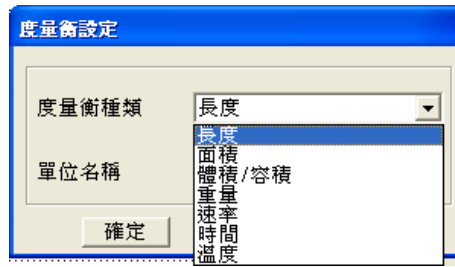 度量衡設定
度量衡種類
長度
長度
面積
體積/容積
單位名稱
重量
速率
確定
時間
溫度